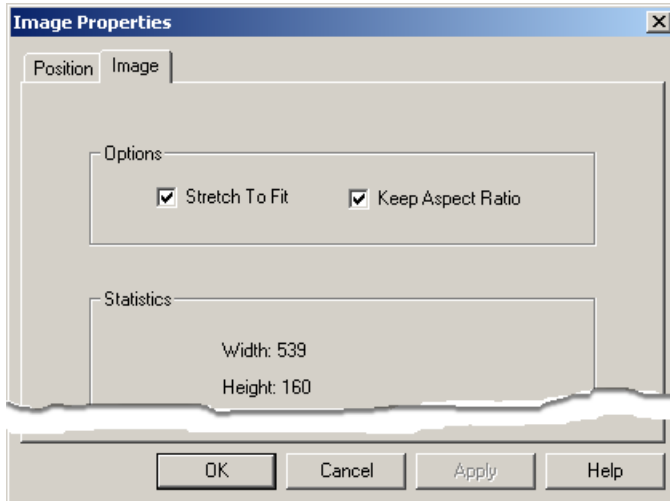 Image Properties
Position Image
Options
Stretch To Fit Keep Aspect Ratio
Statistics
Width: 539
Height: 160
OK Cancel Apply Help